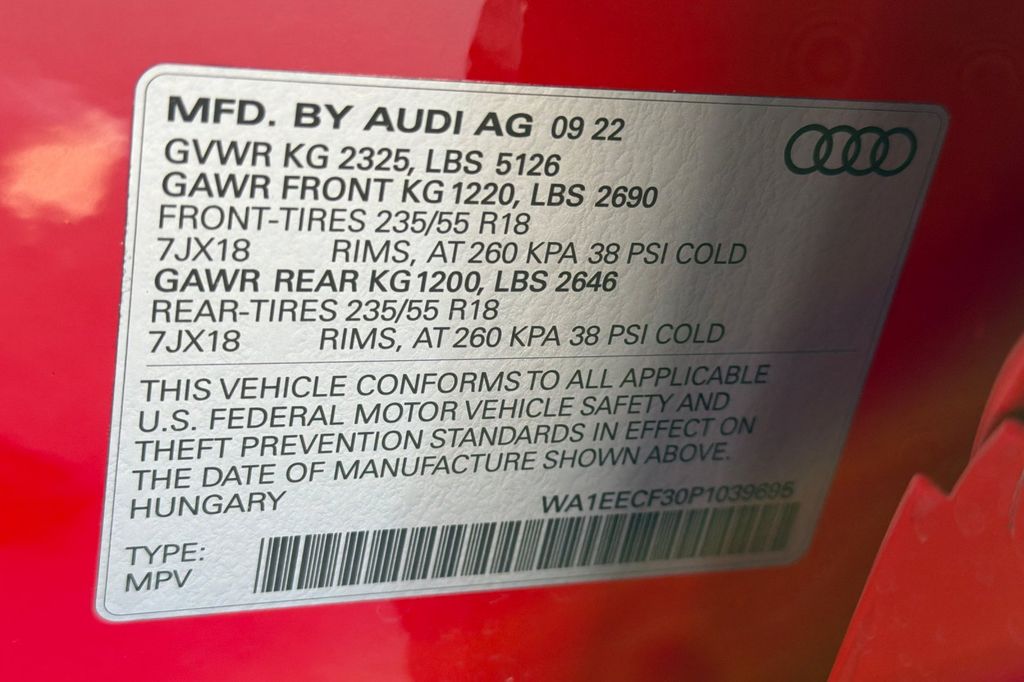 MFD. BY AUDI AG 09 22
GVWR KG 2325, LBS 5126
GAWR FRONT KG 1220, LBS 2690
FRONT-TIRES 235/55 R18
7JX18 RIMS, AT 260 KPA 38 PSI COLD
GAWR REAR KG 1200, LBS 2646
REAR-TIRES 235/55 R18
7JX18 RIMS, AT 260 KPA 38 PSI COLD
THIS VEHICLE CONFORMS TO ALL APPLICABLE
U.S. FEDERAL MOTOR VEHICLE SAFETY AND
THEFT PREVENTION STANDARDS IN EFFECT ON
THE DATE OF MANUFACTURE SHOWN ABOVE.
HUNGARY WA1EECF30P1039695
TYPE:
MPV